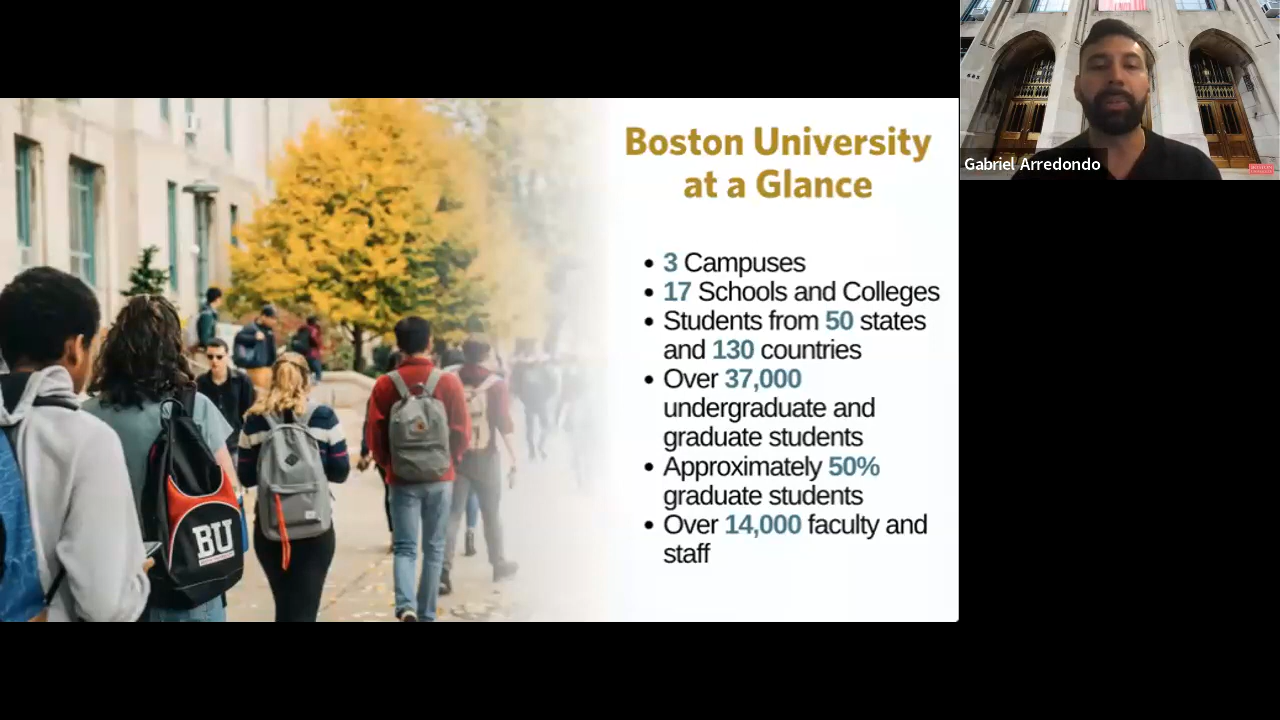 Boston University
at a Glance
• 3 Campuses
• 17 Schools and Colleges
• Students from 50 states
and 130 countries
• Over 37,000
undergraduate and
graduate students
• Approximately 50%
graduate students
• Over 14,000 faculty and
staff
BU
Gabriel Arredondo